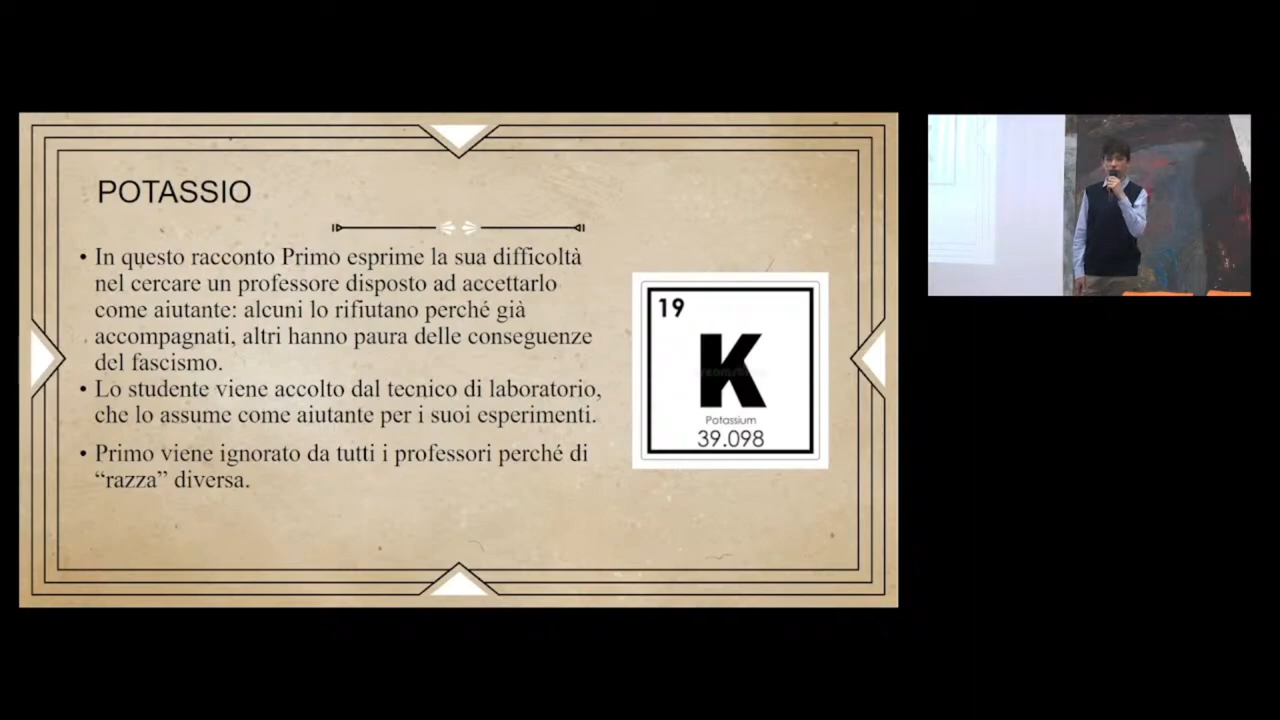 POTASSIO
• In questo racconto Primo esprime la sua difficoltà
nel cercare un professore disposto ad accettarlo
come aiutante: alcuni lo rifiutano perché già
accompagnati, altri hanno paura delle conseguenze
del fascismo.
• Lo studente viene accolto dal tecnico di laboratorio,
che lo assume come aiutante per i suoi esperimenti.
• Primo viene ignorato da tutti i professori perché di
“razza” diversa.
19
K
Potassium
39.098